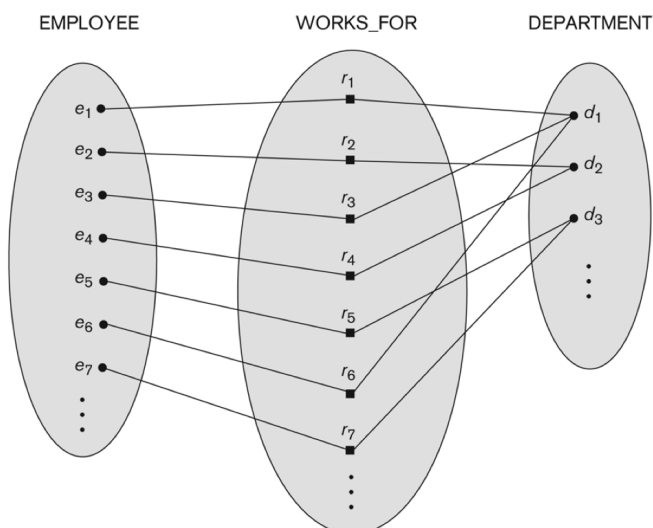 EMPLOYEE WORKS_FOR DEPARTMENT
r1
e1 d1
r2
e2 d2
e3 r3
d3
e4 r4
e5
r5
e6
r6
e7
r7